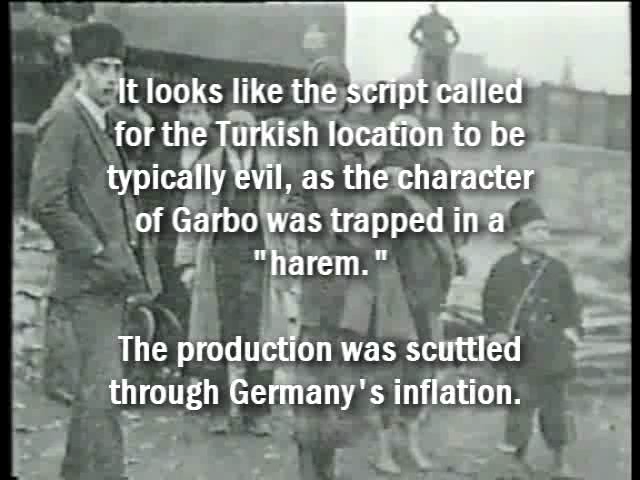 It looks like the script called
for the Turkish location to be
typically evil, as the character
of Garbo was trapped in a
"harem."
The production was scuttled
through Germany's inflation.